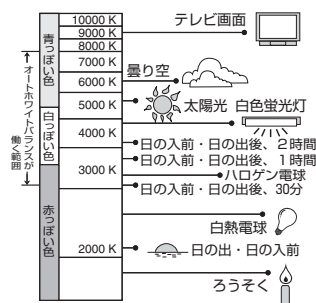 オートホワイトバランスが
働く範囲
青っぽい色
白っぽい色
赤っぽい色
10000 K
9000 K
8000 K
7000 K
6000 K
5000 K
4000 K
3000 K
2000 K
テレビ画面
曇り空
太陽光 白色蛍光灯
日の入前・日の出後、2時間
日の入前・日の出後、1時間
ハロゲン電球
日の入前・日の出後、30分
白熱電球
日の出・日の入前
ろうそく